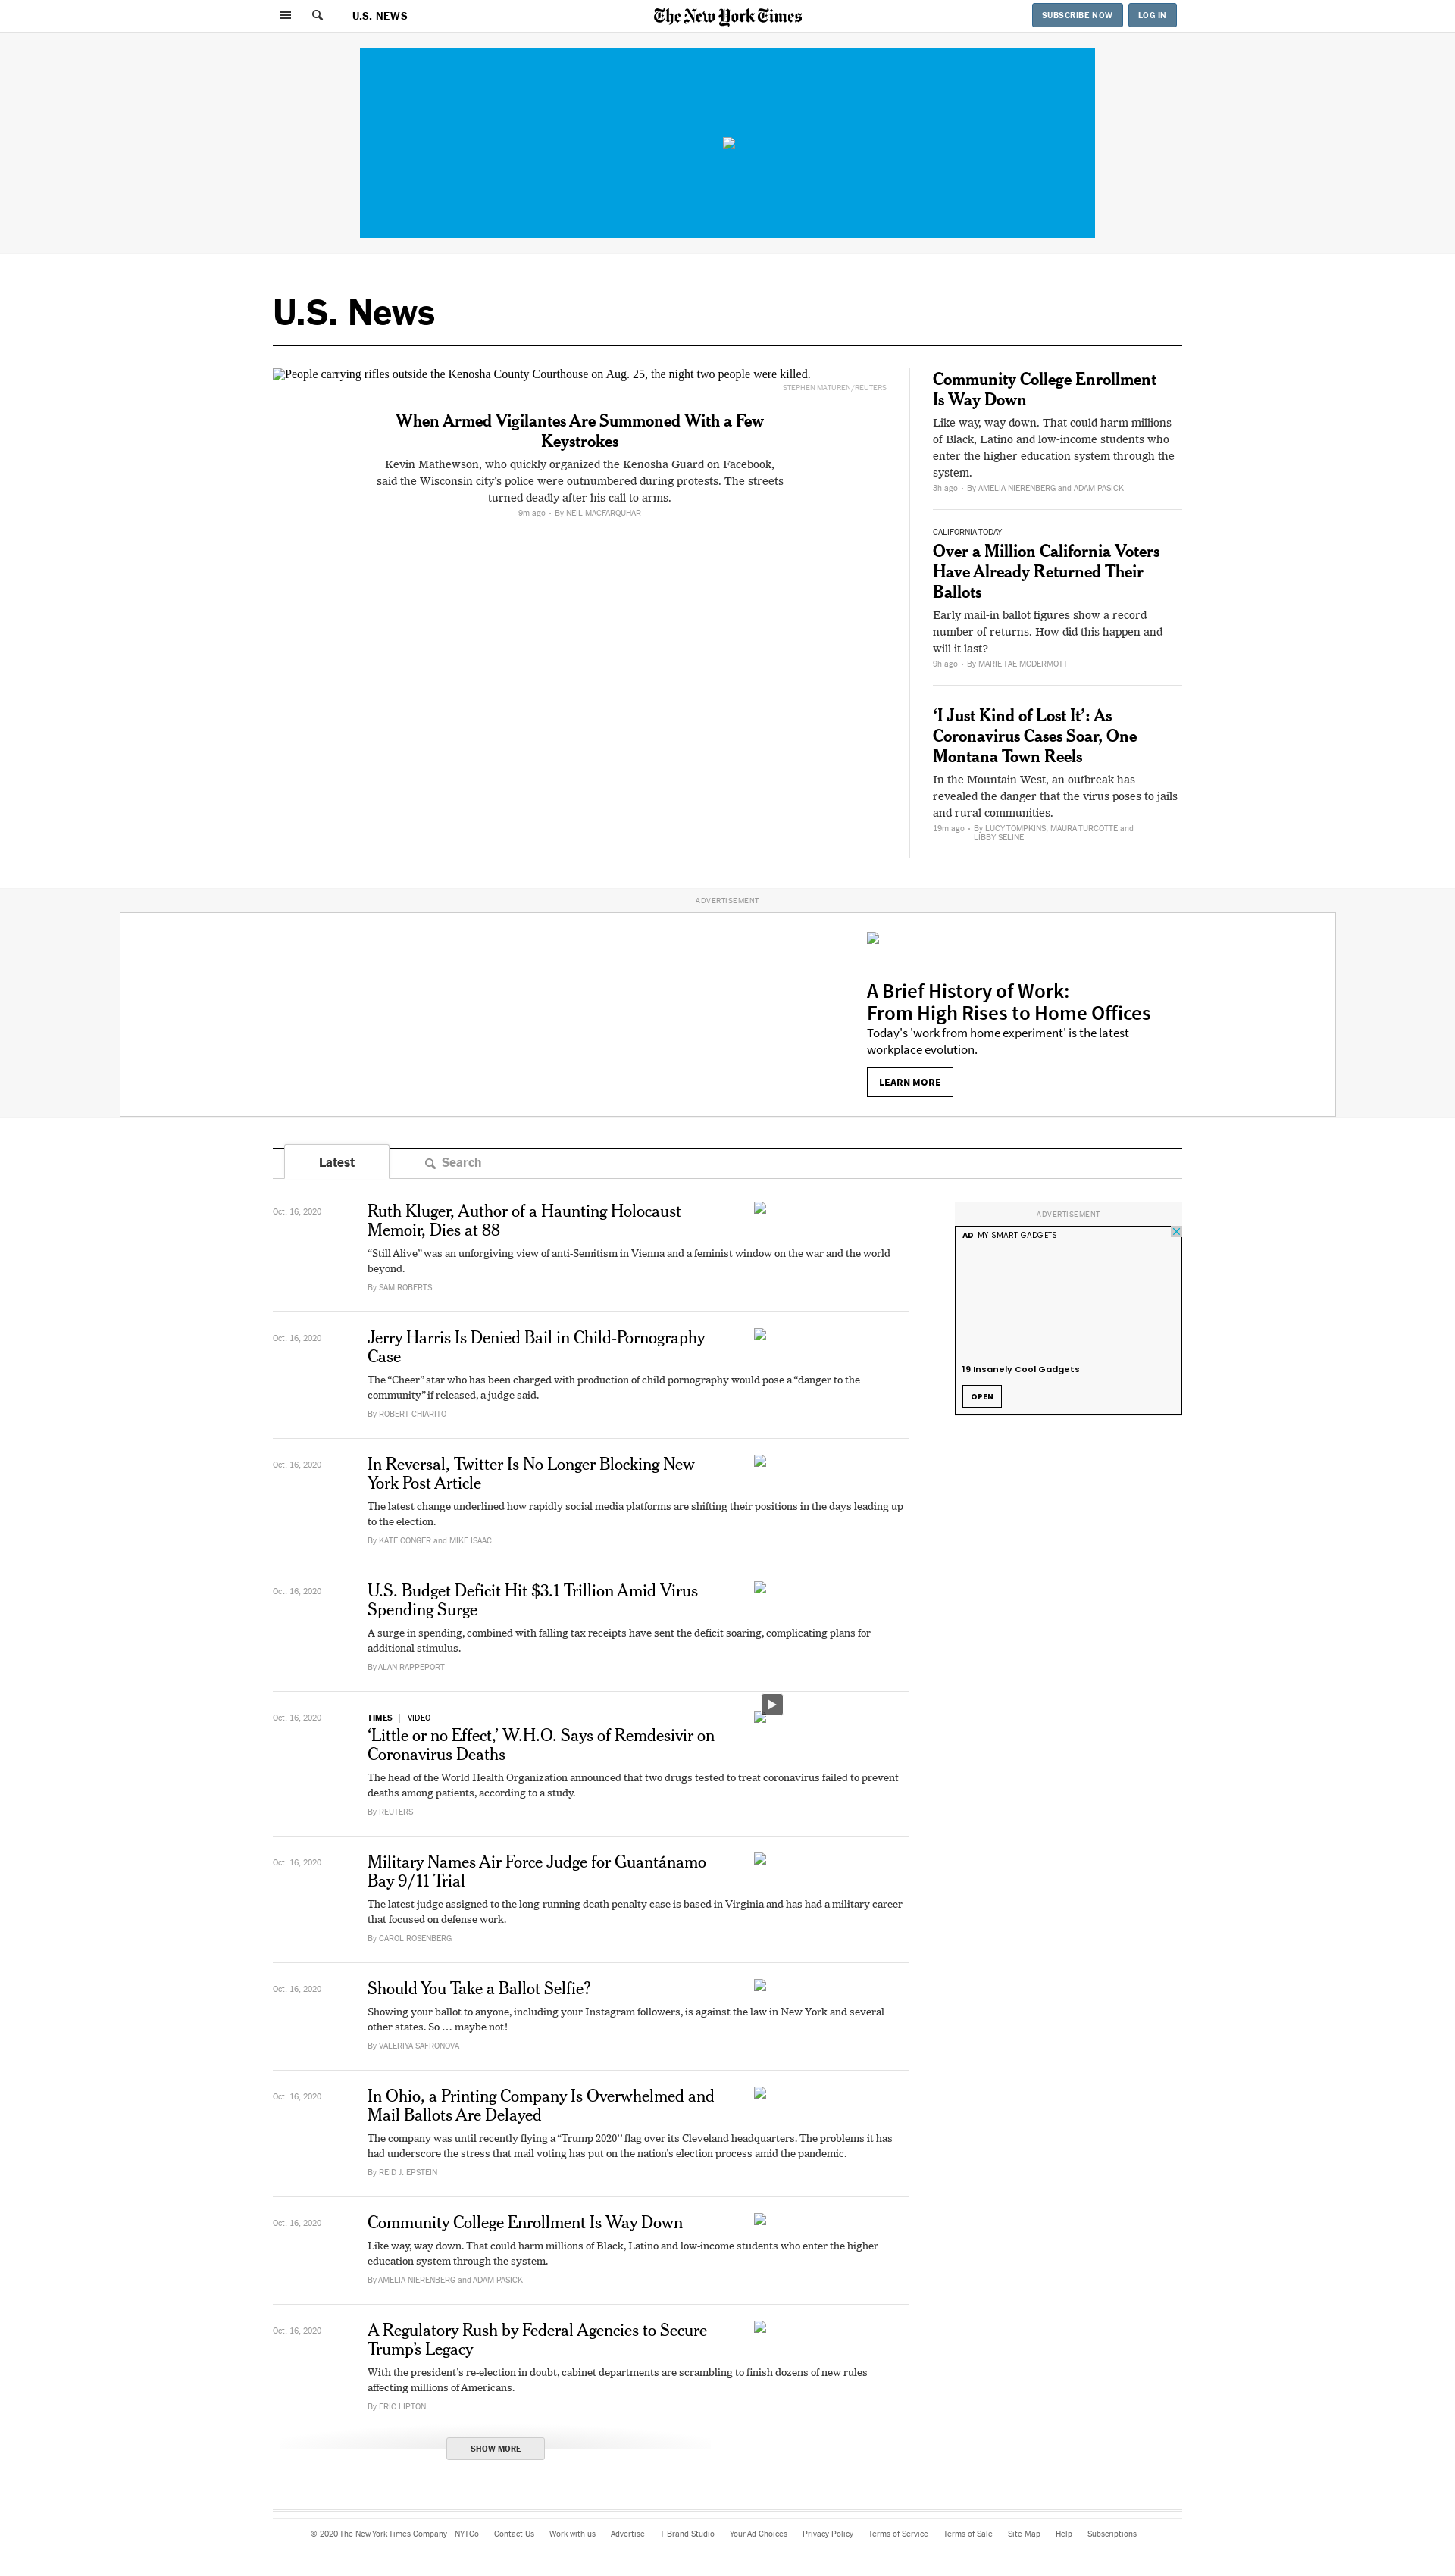 U.S. NEWS
The New York Times
SUBSCRIBE NOW
LOG IN
U.S. News
People carrying rifles outside the Kenosha County Courthouse on Aug. 25, the night two people were killed.
STEPHEN MATUREN/REUTERS
When Armed Vigilantes Are Summoned With a Few
Keystrokes
Kevin Mathewson, who quickly organized the Kenosha Guard on Facebook,
said the Wisconsin city's police were outnumbered during protests. The streets
turned deadly after his call to arms.
9m ago • By NEIL MACFARQUHAR
Community College Enrollment
Is Way Down
Like way, way down. That could harm millions
of Black, Latino and low-income students who
enter the higher education system through the
system.
3h ago • By AMELIA NIERENBERG and ADAM PASICK
CALIFORNIA TODAY
Over a Million California Voters
Have Already Returned Their
Ballots
Early mail-in ballot figures show a record
number of returns. How did this happen and
will it last?
9h ago • By MARIE TAE MCDERMOTT
‘I Just Kind of Lost It’: As
Coronavirus Cases Soar, One
Montana Town Reels
In the Mountain West, an outbreak has
revealed the danger that the virus poses to jails
and rural communities.
19m ago • By LUCY TOMPKINS, MAURA TURCOTTE and
LIBBY SELINE
ADVERTISEMENT
A Brief History of Work:
From High Rises to Home Offices
Today's 'work from home experiment' is the latest
workplace evolution.
LEARN MORE
Latest
Search
Oct. 16, 2020
Ruth Kluger, Author of a Haunting Holocaust
Memoir, Dies at 88
“Still Alive” was an unforgiving view of anti-Semitism in Vienna and a feminist window on the war and the world
beyond.
By SAM ROBERTS
ADVERTISEMENT
AD MY SMART GADGETS
19 Insanely Cool Gadgets
OPEN
Oct. 16, 2020
Jerry Harris Is Denied Bail in Child-Pornography
Case
The “Cheer” star who has been charged with production of child pornography would pose a “danger to the
community” if released, a judge said.
By ROBERT CHIARITO
Oct. 16, 2020
In Reversal, Twitter Is No Longer Blocking New
York Post Article
The latest change underlined how rapidly social media platforms are shifting their positions in the days leading up
to the election.
By KATE CONGER and MIKE ISAAC
Oct. 16, 2020
U.S. Budget Deficit Hit $3.1 Trillion Amid Virus
Spending Surge
A surge in spending, combined with falling tax receipts have sent the deficit soaring, complicating plans for
additional stimulus.
By ALAN RAPPEPORT
Oct. 16, 2020
TIMES | VIDEO
‘Little or no Effect,’ W.H.O. Says of Remdesivir on
Coronavirus Deaths
The head of the World Health Organization announced that two drugs tested to treat coronavirus failed to prevent
deaths among patients, according to a study.
By REUTERS
Oct. 16, 2020
Military Names Air Force Judge for Guantánamo
Bay 9/11 Trial
The latest judge assigned to the long-running death penalty case is based in Virginia and has had a military career
that focused on defense work.
By CAROL ROSENBERG
Oct. 16, 2020
Should You Take a Ballot Selfie?
Showing your ballot to anyone, including your Instagram followers, is against the law in New York and several
other states. So … maybe not!
By VALERIYA SAFRONOVA
Oct. 16, 2020
In Ohio, a Printing Company Is Overwhelmed and
Mail Ballots Are Delayed
The company was until recently flying a “Trump 2020’’ flag over its Cleveland headquarters. The problems it has
had underscore the stress that mail voting has put on the nation's election process amid the pandemic.
By REID J. EPSTEIN
Oct. 16, 2020
Community College Enrollment Is Way Down
Like way, way down. That could harm millions of Black, Latino and low-income students who enter the higher
education system through the system.
By AMELIA NIERENBERG and ADAM PASICK
Oct. 16, 2020
A Regulatory Rush by Federal Agencies to Secure
Trump’s Legacy
With the president’s re-election in doubt, cabinet departments are scrambling to finish dozens of new rules
affecting millions of Americans.
By ERIC LIPTON
SHOW MORE
© 2020 The New York Times Company NYTCo Contact Us Work with us Advertise T Brand Studio Your Ad Choices Privacy Policy Terms of Service Terms of Sale Site Map Help Subscriptions